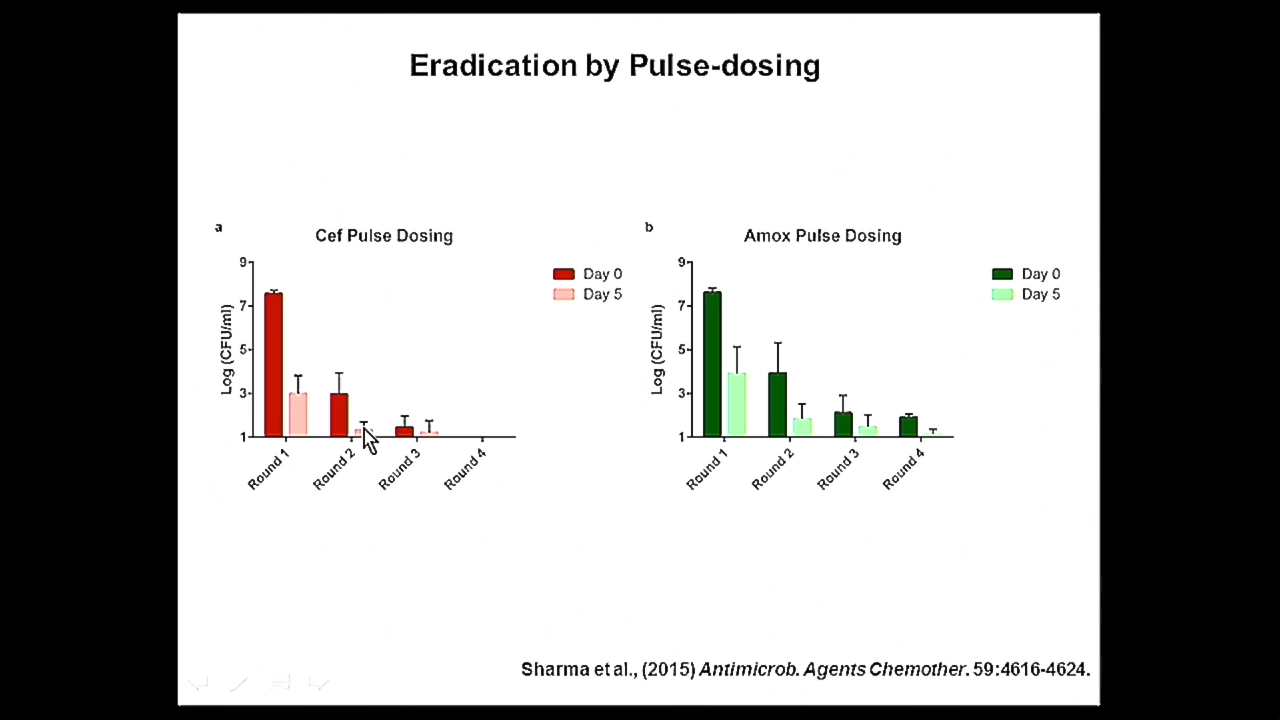 Eradication by Pulse-dosing
a
Cef Pulse Dosing
9
7
5
3
1
Log (CFU/ml)
Day 0
Day 5
Round 1
Round 2
Round 3
Round 4
b
Amox Pulse Dosing
9
7
5
3
1
Log (CFU/ml)
Day 0
Day 5
Round 1
Round 2
Round 3
Round 4
Sharma et al., (2015) Antimicrob. Agents Chemother. 59:4616-4624.